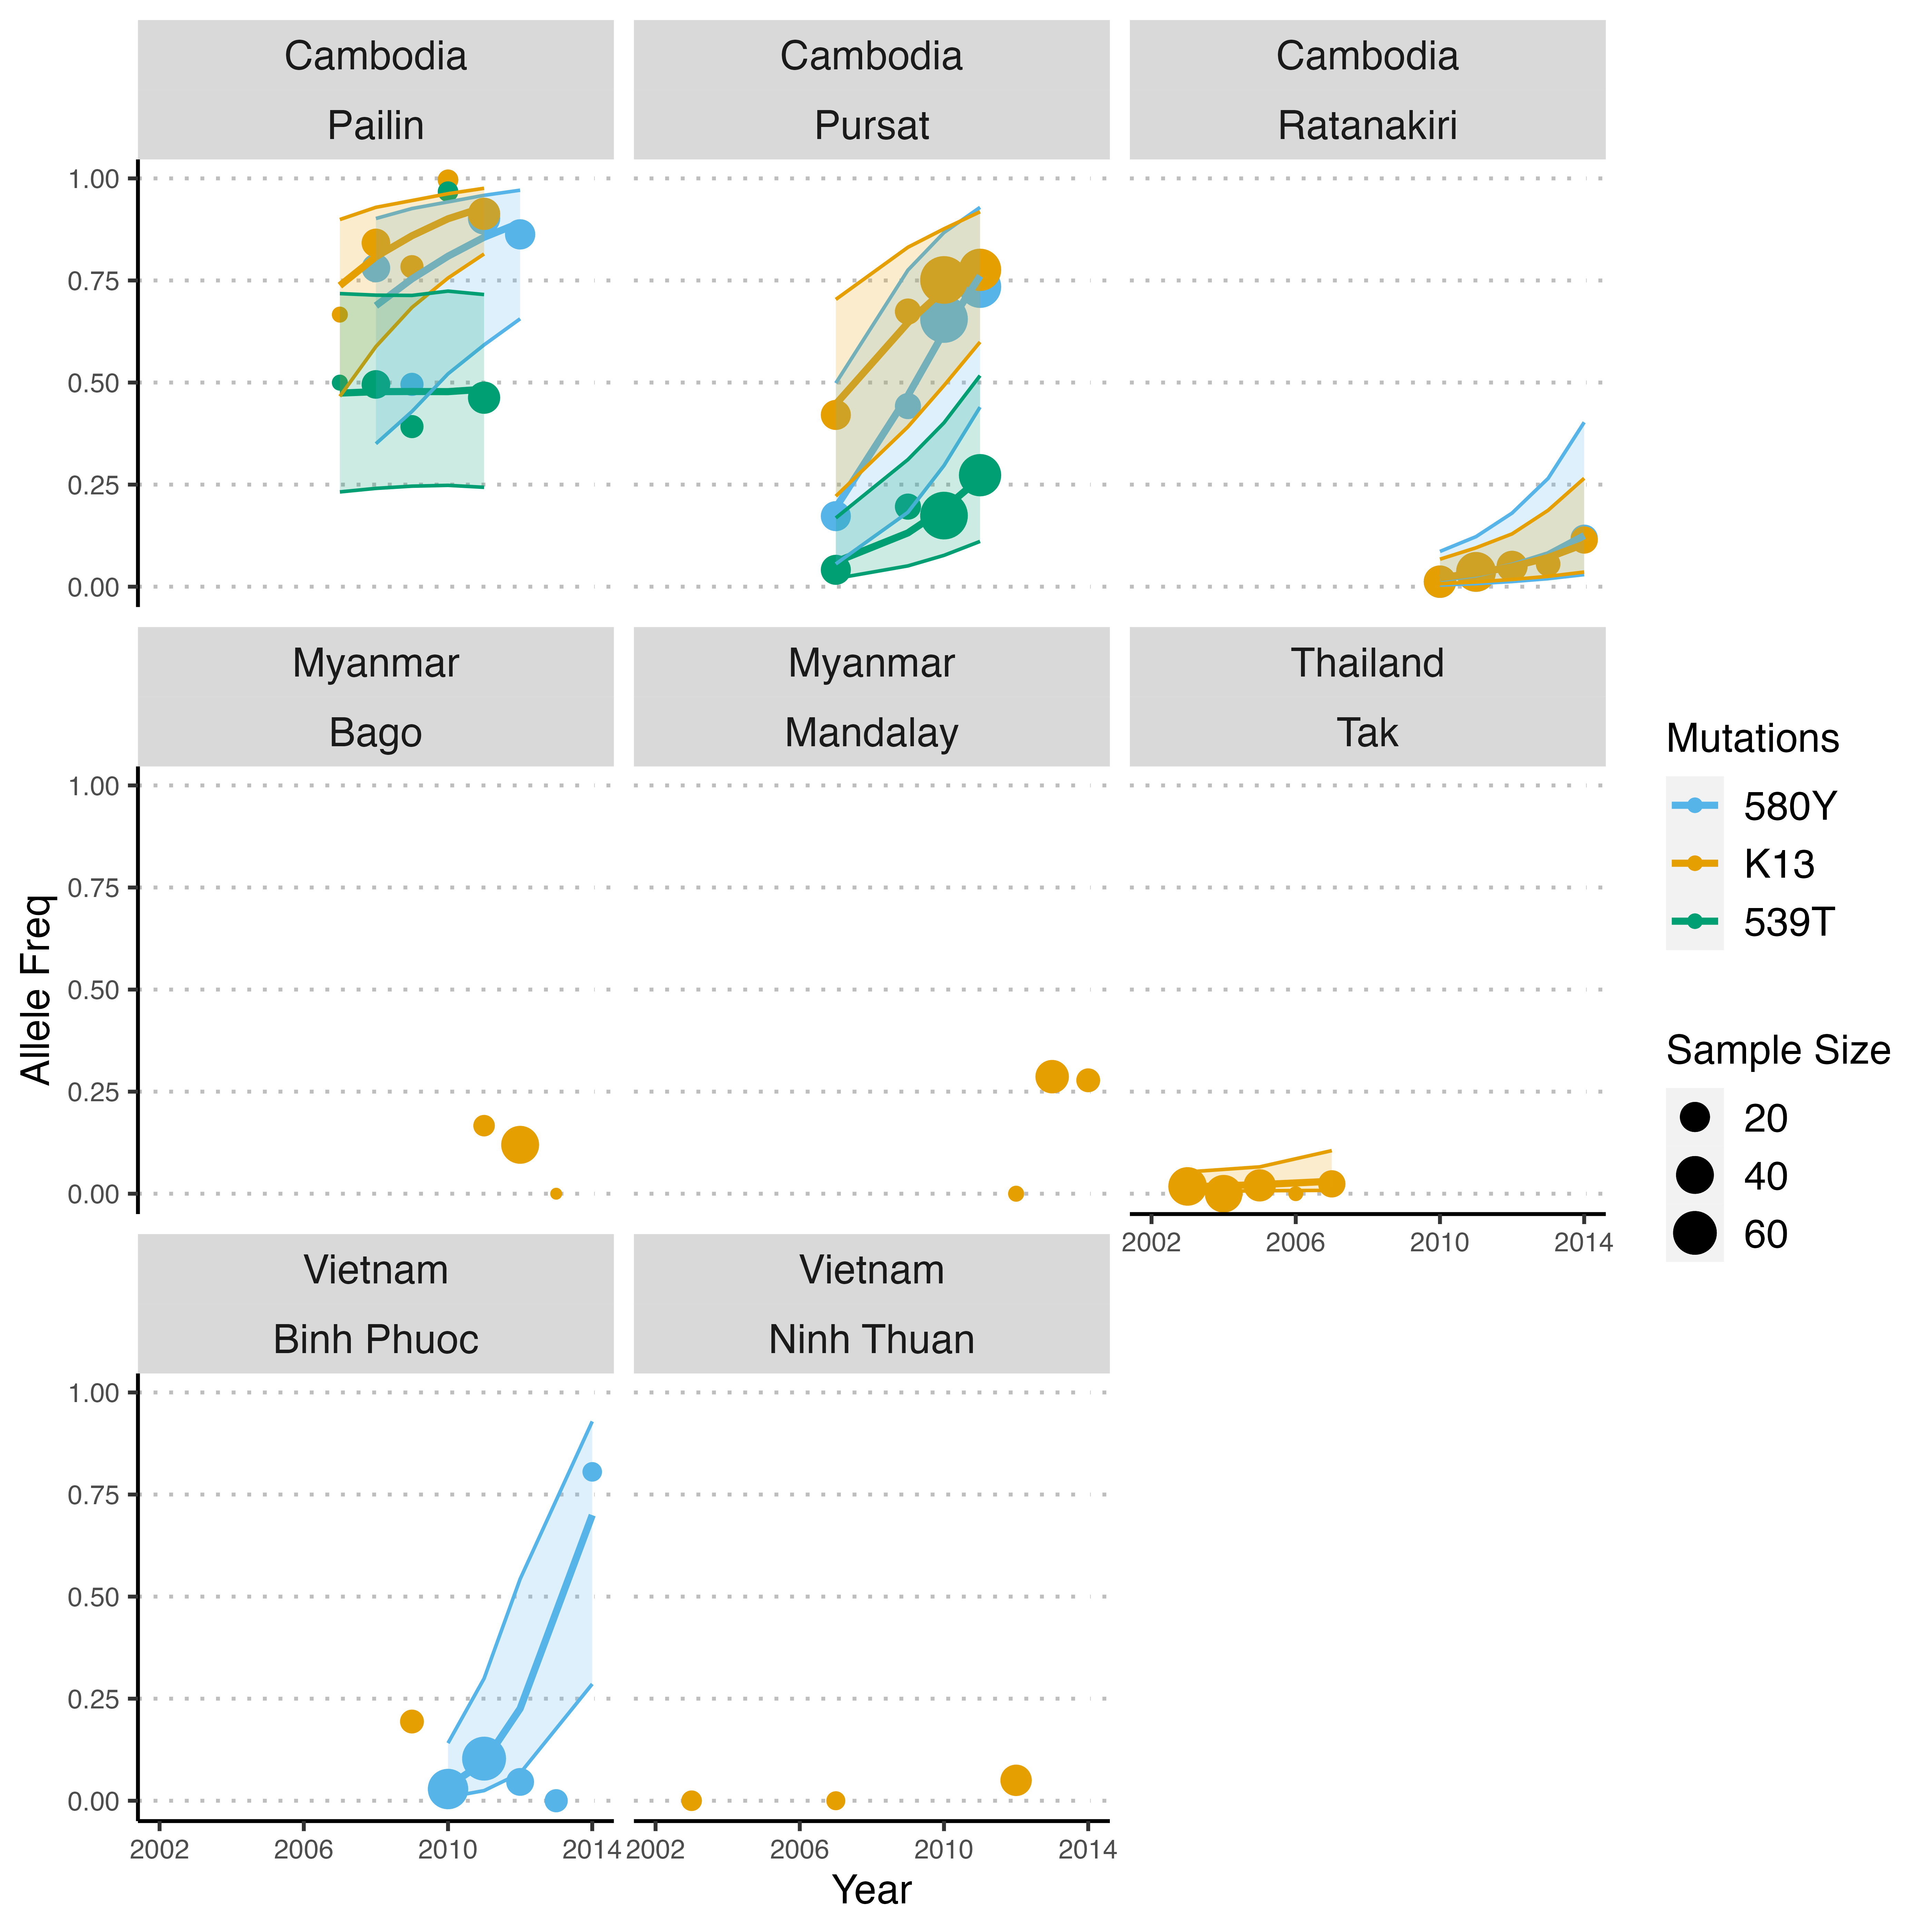 Cambodia Cambodia Cambodia
Pailin Pursat Ratanakiri
1.00
0.75
0.50
0.25
0.00
Myanmar Myanmar Thailand
Bago Mandalay Tak
1.00
0.75
0.50
0.25
0.00
2002 2006 2010 2014
Vietnam Vietnam
Binh Phuoc Ninh Thuan
1.00
0.75
0.50
0.25
0.00
2002 2006 2010 2014 2002 2006 2010 2014
Year
Allele Freq
Mutations
580Y
K13
539T
Sample Size
20
40
60